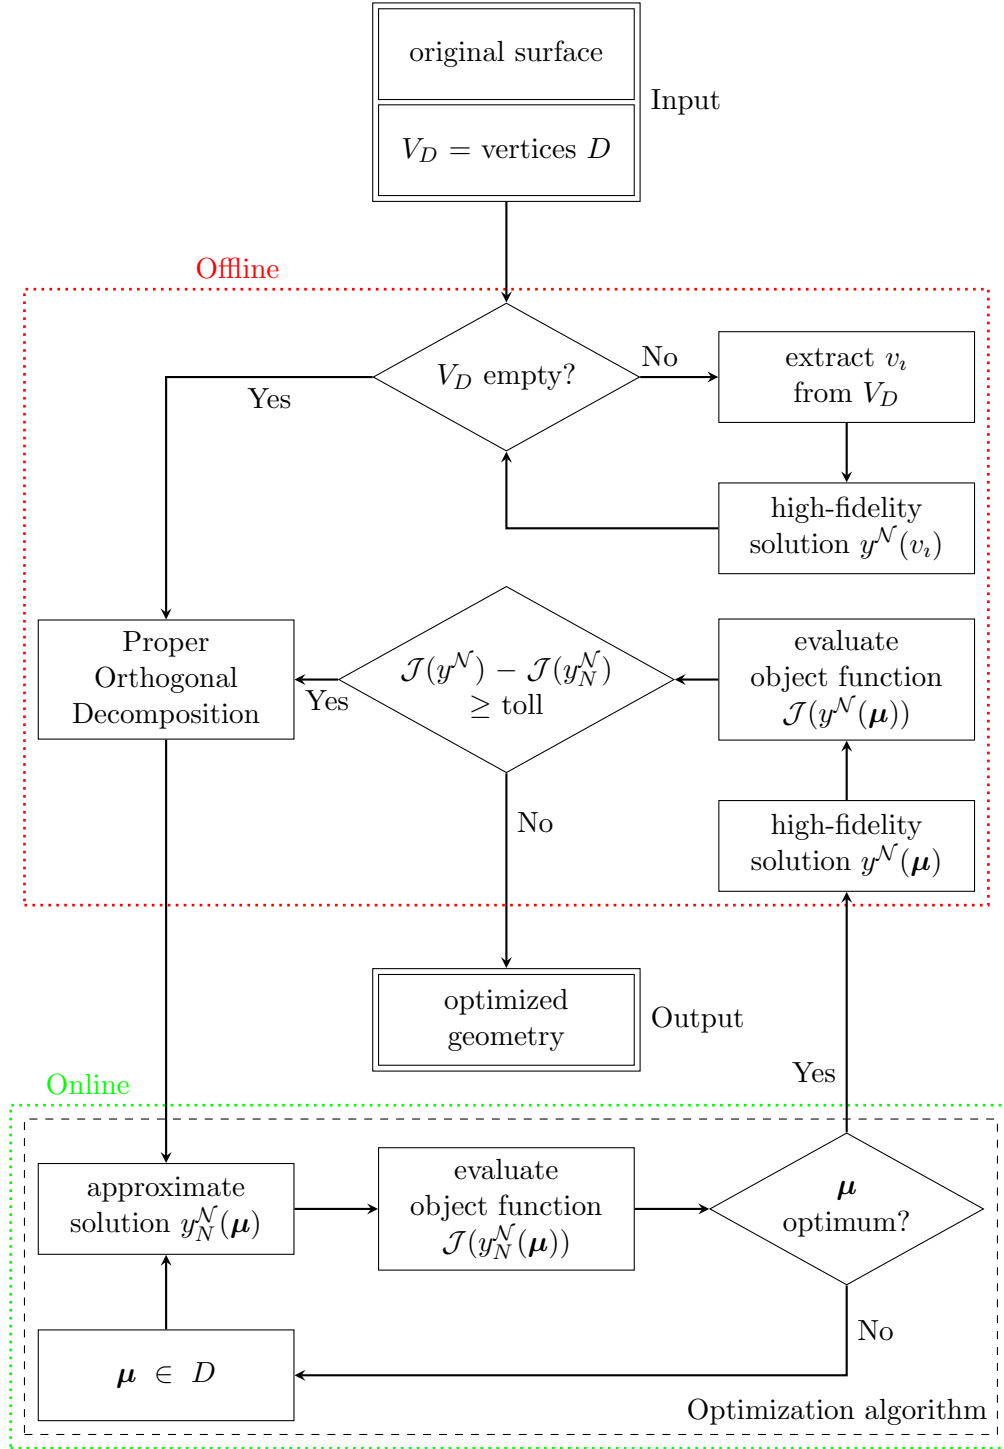 original surface
Input
V_D = vertices D
Offline
V_D empty?
No
Yes
extract v_ı
from V_D
high-fidelity
solution y^𝒩(v_ı)
Proper
Orthogonal
Decomposition
Yes
𝒥(y^𝒩) − 𝒥(y_N^𝒩)
≥ toll
No
evaluate
object function
𝒥(y^𝒩(𝝁))
high-fidelity
solution y^𝒩(𝝁)
optimized
geometry
Output
Yes
Online
approximate
solution y_N^𝒩(𝝁)
evaluate
object function
𝒥(y_N^𝒩(𝝁))
𝝁
optimum?
No
𝝁 ∈ D
Optimization algorithm